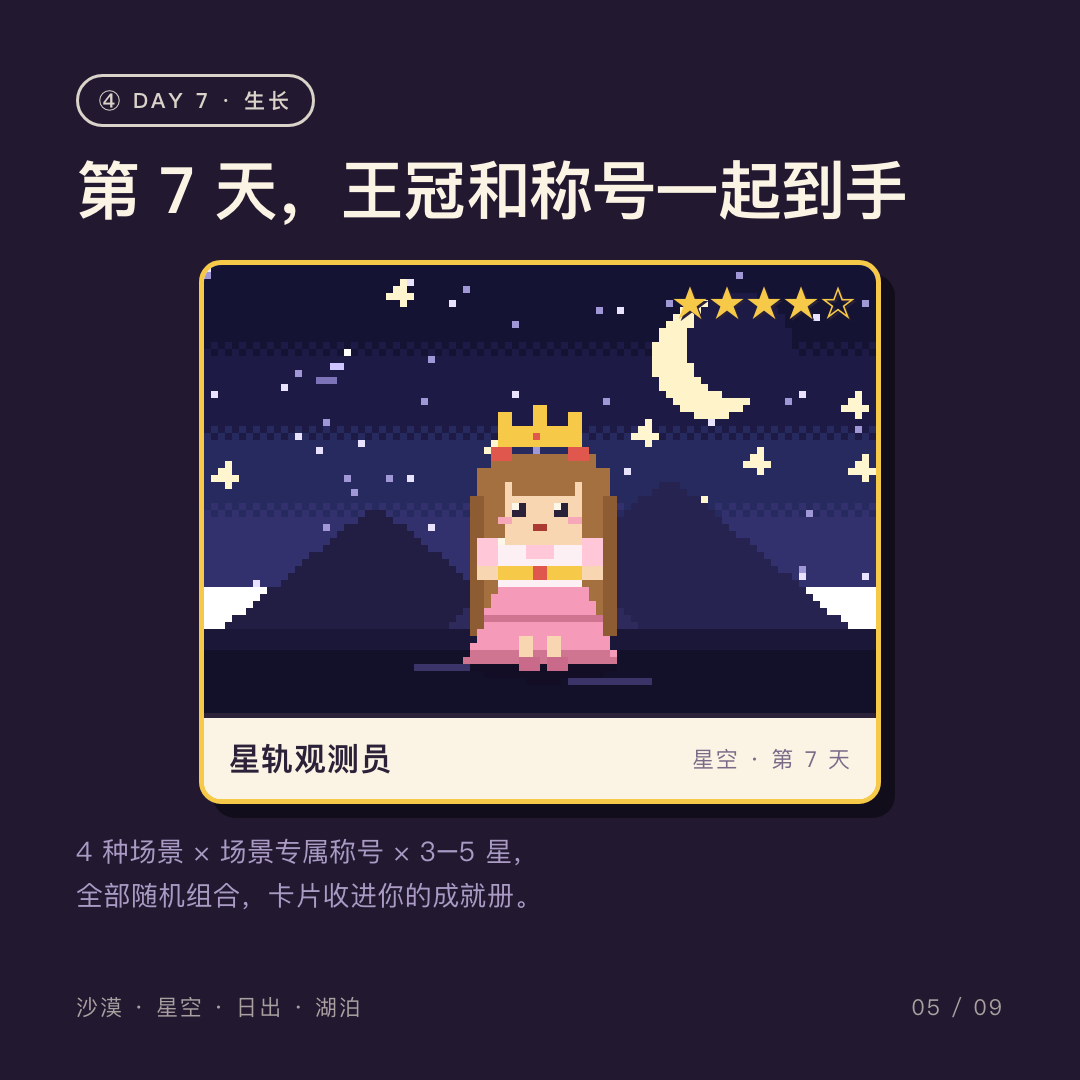 ④ DAY 7 · 生长
第 7 天，王冠和称号一起到手
★★★★☆
星轨观测员
星空 · 第 7 天
4 种场景 × 场景专属称号 × 3–5 星，
全部随机组合，卡片收进你的成就册。
沙漠 · 星空 · 日出 · 湖泊
05 / 09